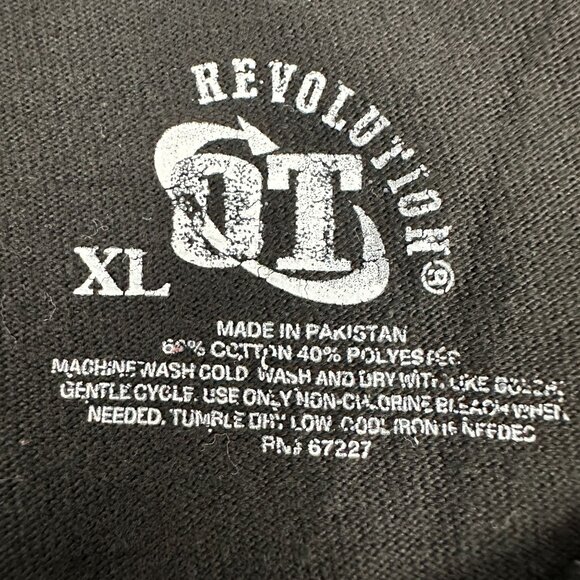 REVOLUTION®
OT
XL
MADE IN PAKISTAN
60% COTTON 40% POLYESTER
MACHINE WASH COLD WASH AND DRY WITH LIKE COLORS
GENTLE CYCLE. USE ONLY NON-CHLORINE BLEACH WHEN
NEEDED. TUMBLE DRY LOW. COOL IRON IF NEEDED
RN# 67227